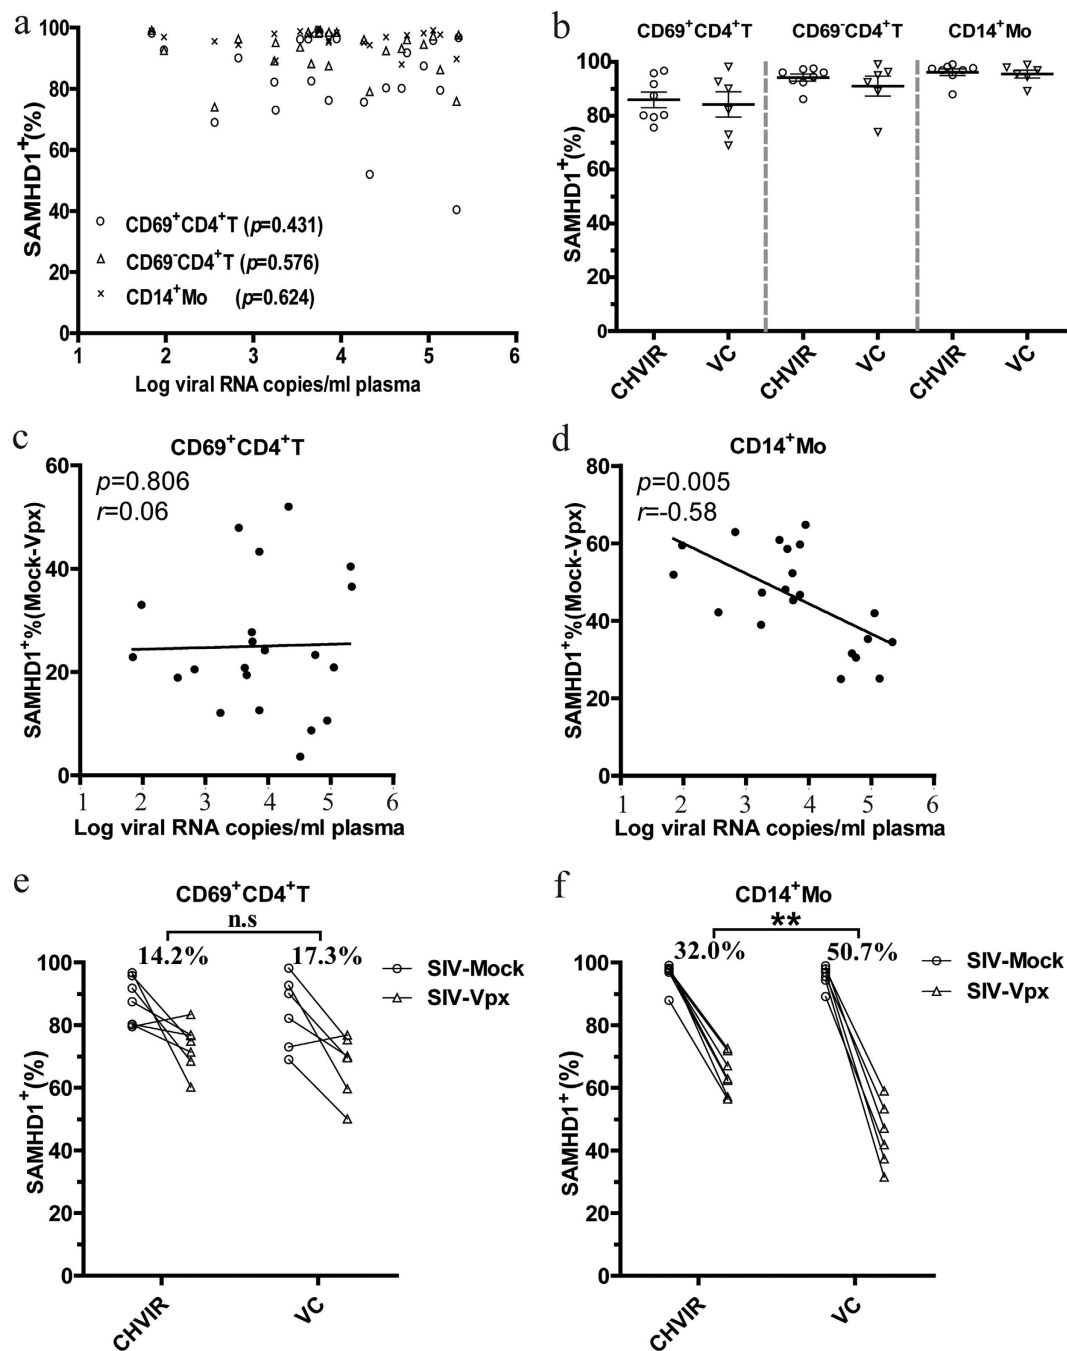 a
SAMHD1+(%)
100
80
60
40
20
0
CD69+CD4+T (p=0.431)
CD69-CD4+T (p=0.576)
CD14+Mo (p=0.624)
1 2 3 4 5 6
Log viral RNA copies/ml plasma
b
CD69+CD4+T CD69-CD4+T CD14+Mo
SAMHD1+(%)
100
80
60
40
20
0
CHVIR VC CHVIR VC CHVIR VC
c
CD69+CD4+T
p=0.806
r=0.06
SAMHD1+%(Mock-Vpx)
60
40
20
0
1 2 3 4 5 6
Log viral RNA copies/ml plasma
d
CD14+Mo
p=0.005
r=-0.58
SAMHD1+%(Mock-Vpx)
80
60
40
20
0
1 2 3 4 5 6
Log viral RNA copies/ml plasma
e
CD69+CD4+T
n.s
14.2% 17.3%
SIV-Mock
SIV-Vpx
SAMHD1+(%)
100
80
60
40
20
0
CHVIR VC
f
CD14+Mo
**
32.0% 50.7%
SIV-Mock
SIV-Vpx
SAMHD1+(%)
100
80
60
40
20
0
CHVIR VC